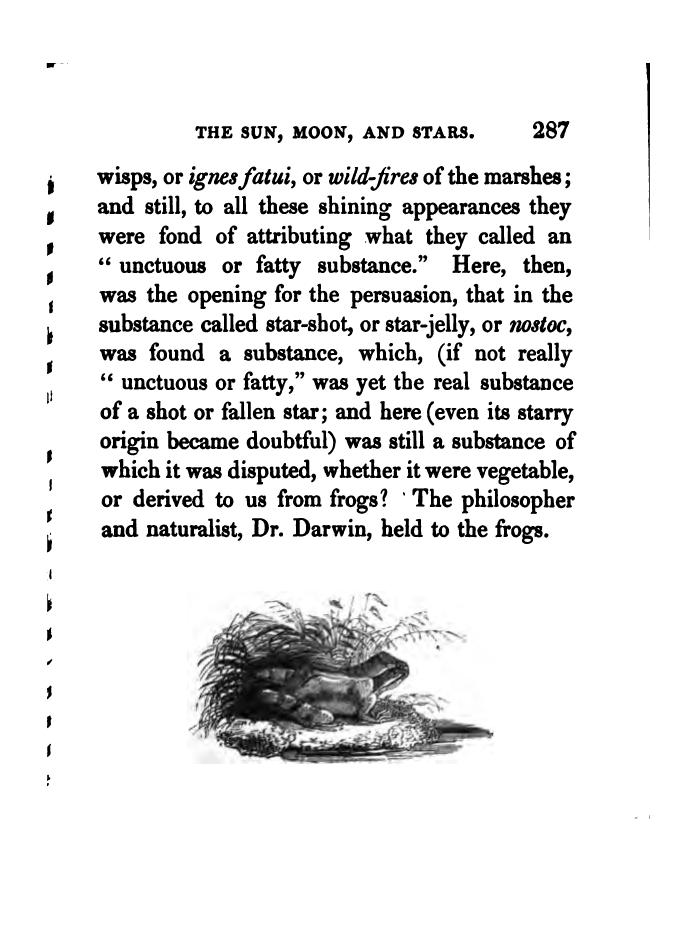 THE SUN, MOON, AND STARS. 287
wisps, or ignes fatui, or wild-fires of the marshes;
and still, to all these shining appearances they
were fond of attributing what they called an
“ unctuous or fatty substance.” Here, then,
was the opening for the persuasion, that in the
substance called star-shot, or star-jelly, or nostoc,
was found a substance, which, (if not really
“ unctuous or fatty,” was yet the real substance
of a shot or fallen star; and here (even its starry
origin became doubtful) was still a substance of
which it was disputed, whether it were vegetable,
or derived to us from frogs? The philosopher
and naturalist, Dr. Darwin, held to the frogs.